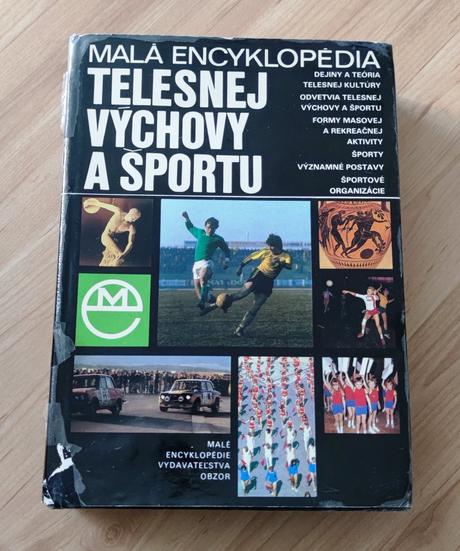 MALÁ ENCYKLOPÉDIA
TELESNEJ
VÝCHOVY
A ŠPORTU
DEJINY A TEÓRIA
TELESNEJ KULTÚRY
ODVETVIA TELESNEJ
VÝCHOVY A ŠPORTU
FORMY MASOVEJ
A REKREAČNEJ
AKTIVITY
ŠPORTY
VÝZNAMNÉ POSTAVY
ŠPORTOVÉ
ORGANIZÁCIE
MALÉ
ENCYKLOPÉDIE
VYDAVATEĽSTVA
OBZOR